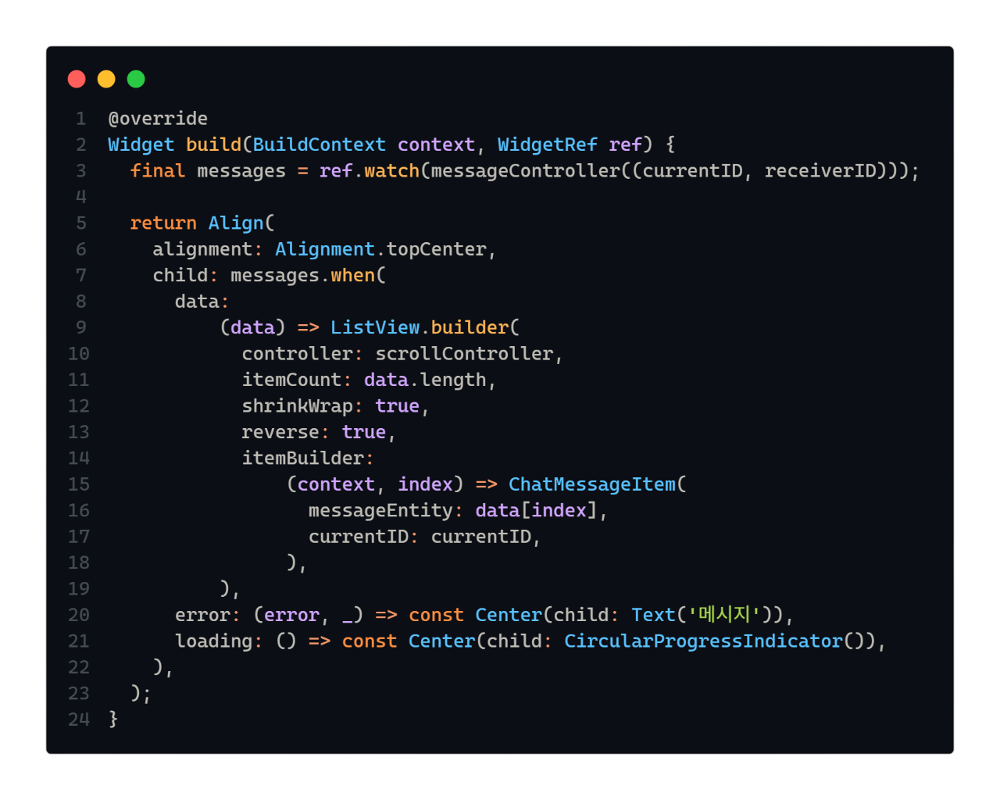 1 @override
2 Widget build(BuildContext context, WidgetRef ref) {
3   final messages = ref.watch(messageController((currentID, receiverID)));
4
5   return Align(
6     alignment: Alignment.topCenter,
7     child: messages.when(
8       data:
9           (data) => ListView.builder(
10             controller: scrollController,
11             itemCount: data.length,
12             shrinkWrap: true,
13             reverse: true,
14             itemBuilder:
15                 (context, index) => ChatMessageItem(
16                   messageEntity: data[index],
17                   currentID: currentID,
18                 ),
19           ),
20       error: (error, _) => const Center(child: Text('메시지')),
21       loading: () => const Center(child: CircularProgressIndicator()),
22     ),
23   );
24 }